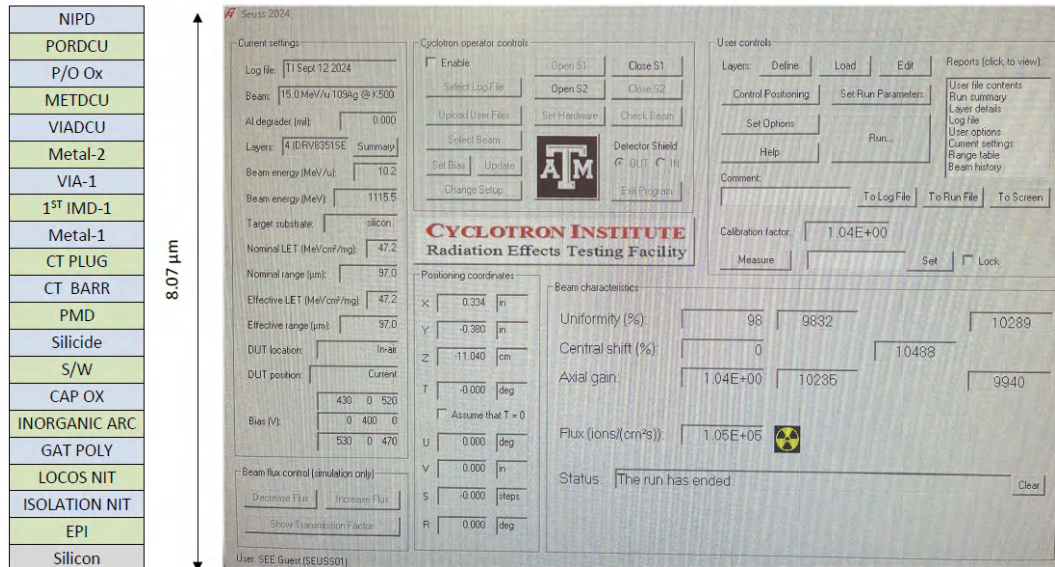 NIPD
PORDCU
P/O Ox
METDCU
VIADCU
Metal-2
VIA-1
1ST IMD-1
Metal-1
CT PLUG
CT BARR
PMD
Silicide
S/W
CAP OX
INORGANIC ARC
GAT POLY
LOCOS NIT
ISOLATION NIT
EPI
Silicon
8.07 µm
Seuss 2024
Current settings
Log file: TI Sept 12 2024
Beam: 15.0 MeV/u 109Ag @ K500
Al degrader (mil): 0.000
Layers: 4 (DRV8351SE Summary
Beam energy (MeV/u): 10.2
Beam energy (MeV): 1115.5
Target substrate: silicon
Nominal LET (MeVcm²/mg): 47.2
Nominal range (µm): 97.0
Effective LET (MeVcm²/mg): 47.2
Effective range (µm): 97.0
DUT location: In-air
DUT position: Current
430 0 520
Bias (V): 0 400 0
530 0 470
Beam flux control (simulation only)
Decrease Flux Increase Flux
Show Transmission Factor
User: SEE Guest (SEUSS01)
Cyclotron operator controls
Enable Open S1 Close S1
Select Log File Open S2 Close S2
Upload User Files Set Hardware Check Beam
Select Beam Detector Shield
Set Bias Update OUT IN
Change Setup Exit Program
ATM
CYCLOTRON INSTITUTE
Radiation Effects Testing Facility
Positioning coordinates
X 0.334 in
Y -0.380 in
Z -11.040 cm
T -0.000 deg
Assume that T = 0
U 0.000 deg
V 0.000 in
S -0.000 steps
R 0.000 deg
User controls
Layers: Define Load Edit
Control Positioning Set Run Parameters
Set Options Run...
Help
Reports (click, to view):
User file contents
Run summary
Layer details
Log file
User options
Current settings
Range table
Beam history
Comment:
To Log File To Run File To Screen
Calibration factor: 1.04E+00
Measure Set Lock
Beam characteristics
Uniformity (%): 98 9832 10289
Central shift (%): 0 10488
Axial gain: 1.04E+00 10235 9940
Flux (ions/(cm²s)): 1.05E+05
Status: The run has ended. Clear